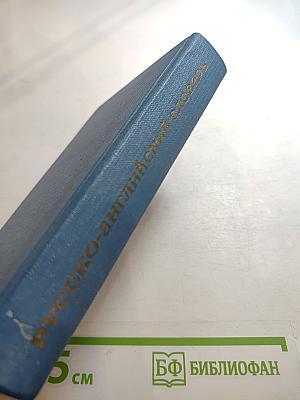 русско-английский словарь
5 см
БФ БИБЛИОФАН